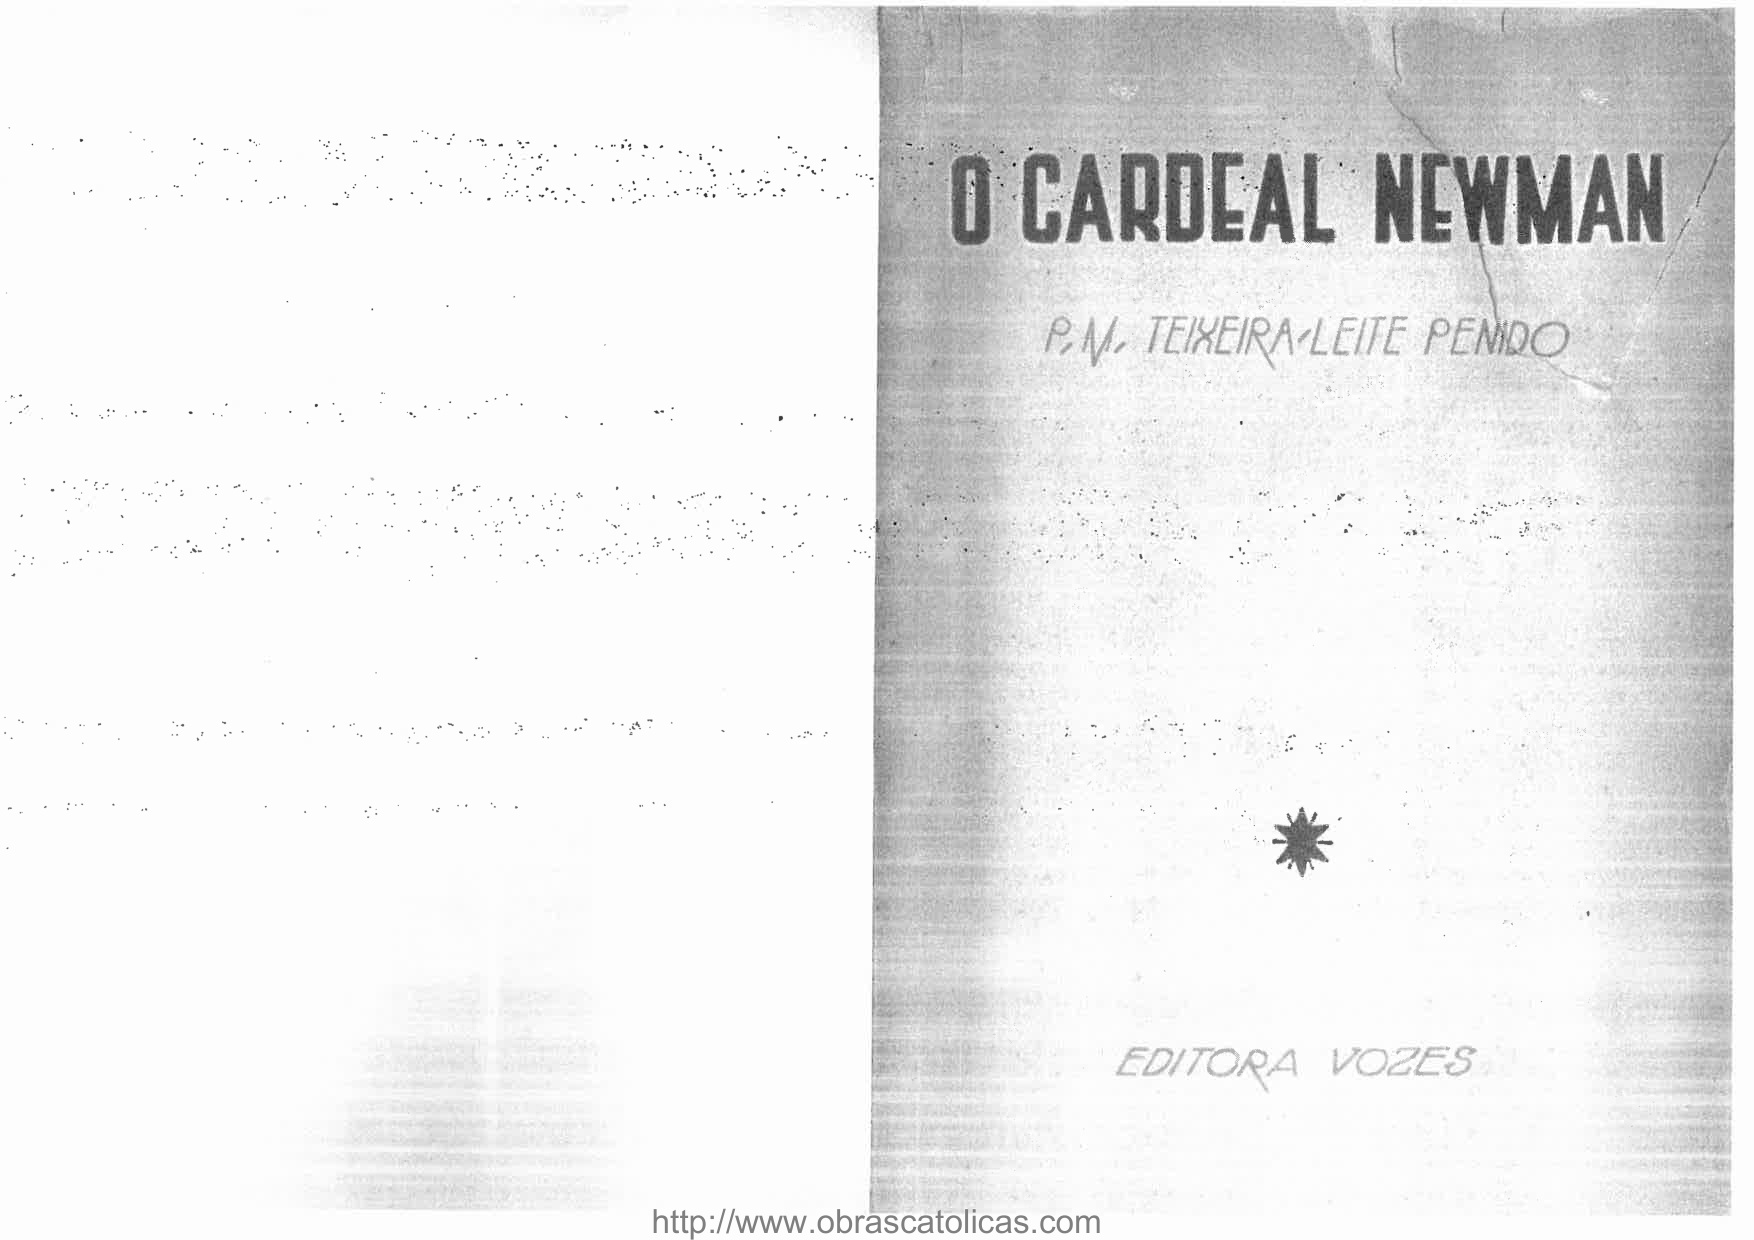 O CARDEAL NEWMAN
P. M. TEIXEIRA-LEITE PENIDO
EDITORA VOZES
http://www.obrascatolicas.com